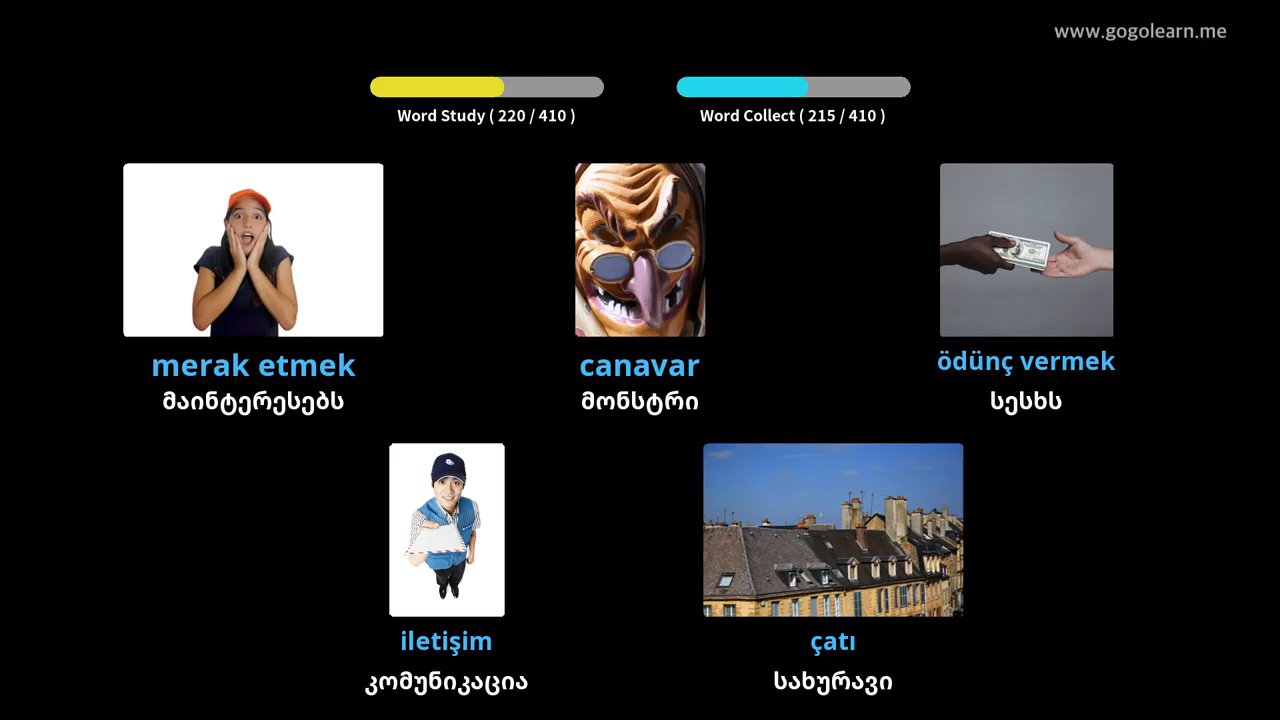 www.gogolearn.me
Word Study ( 220 / 410 )
Word Collect ( 215 / 410 )
merak etmek
canavar
ödünç vermek
მაინტერესებს
მონსტრი
სესხს
iletişim
çatı
კომუნიკაცია
სახურავი